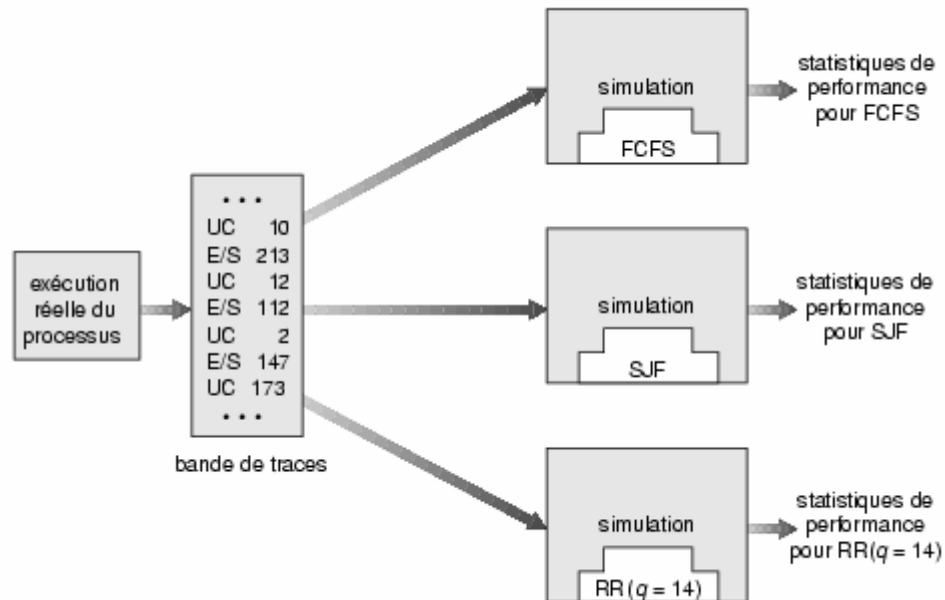 exécution
réelle du
processus
• • •
UC 10
E/S 213
UC 12
E/S 112
UC 2
E/S 147
UC 173
• • •
bande de traces
simulation
FCFS
statistiques de
performance
pour FCFS
simulation
SJF
statistiques de
performance
pour SJF
simulation
RR (q = 14)
statistiques de
performance
pour RR(q = 14)